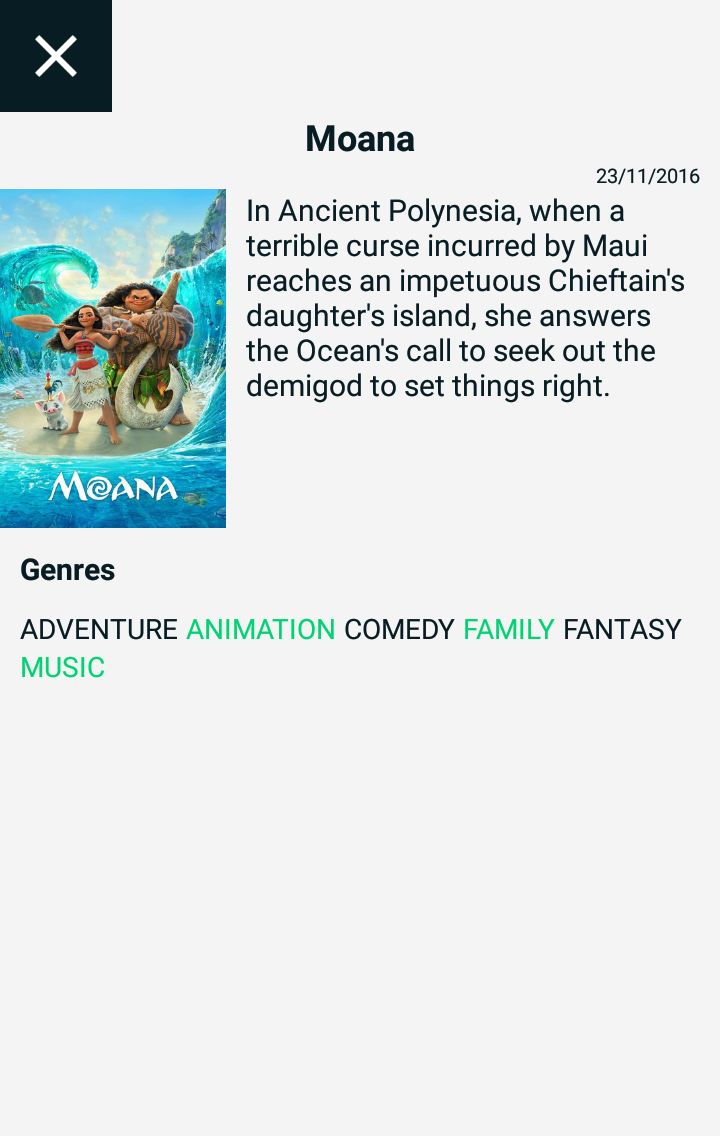 Moana
23/11/2016
In Ancient Polynesia, when a
terrible curse incurred by Maui
reaches an impetuous Chieftain's
daughter's island, she answers
the Ocean's call to seek out the
demigod to set things right.
MOANA
Genres
ADVENTURE ANIMATION COMEDY FAMILY FANTASY
MUSIC